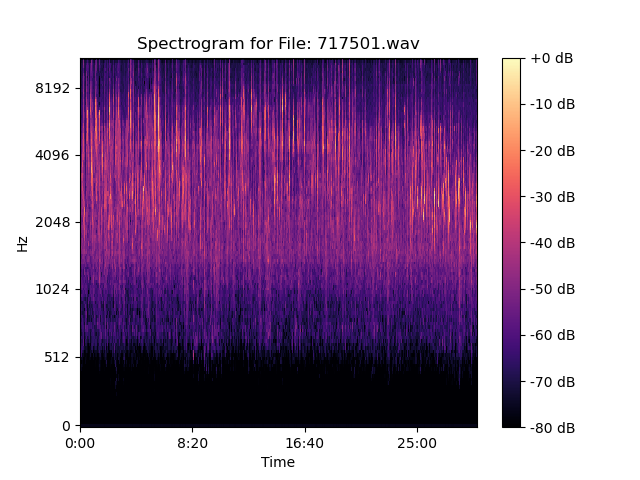 Spectrogram for File: 717501.wav
+0 dB
8192
-10 dB
4096
-20 dB
-30 dB
2048
Hz
-40 dB
1024
-50 dB
-60 dB
512
-70 dB
0
-80 dB
0:00 8:20 16:40 25:00
Time